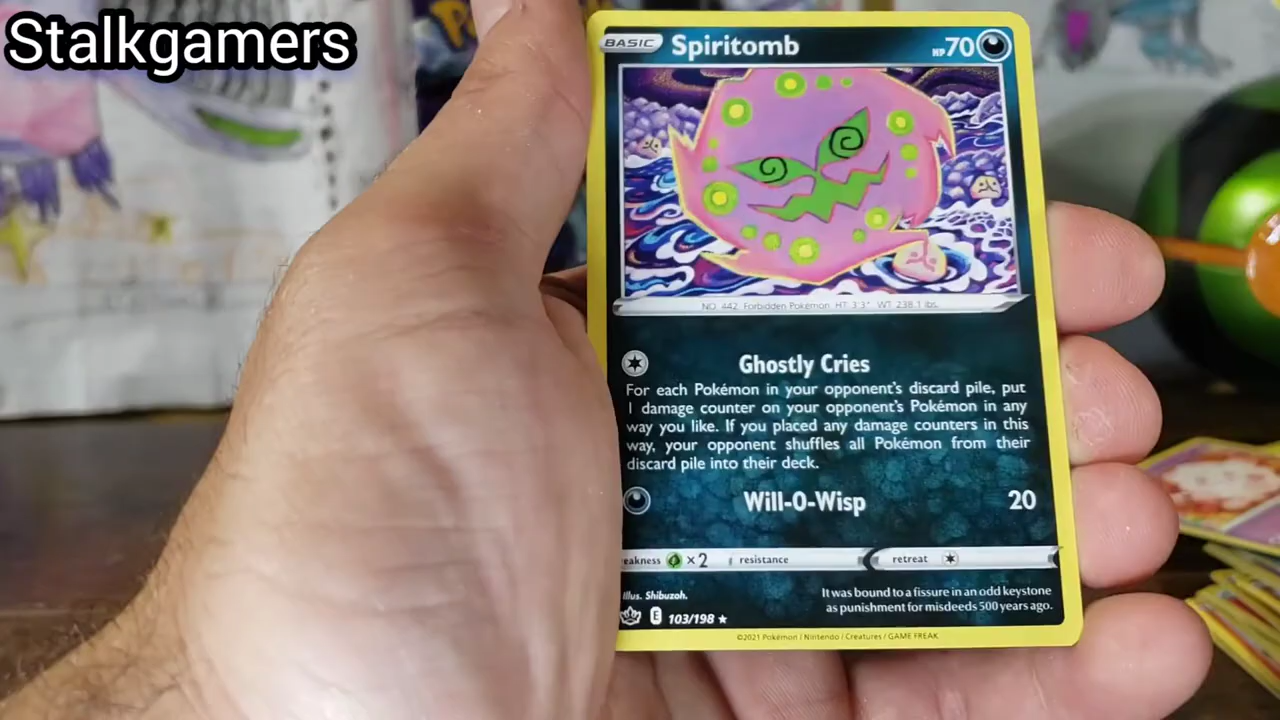 Stalkgamers
BASIC Spiritomb HP70
NO. 442 Forbidden Pokémon HT: 3'3" WT: 238.1 lbs.
Ghostly Cries
For each Pokémon in your opponent's discard pile, put
1 damage counter on your opponent's Pokémon in any
way you like. If you placed any damage counters in this
way, your opponent shuffles all Pokémon from their
discard pile into their deck.
Will-O-Wisp 20
eakness ×2 resistance retreat
Illus. Shibuzoh.
It was bound to a fissure in an odd keystone
as punishment for misdeeds 500 years ago.
E 103/198 ★
©2021 Pokémon / Nintendo / Creatures / GAME FREAK